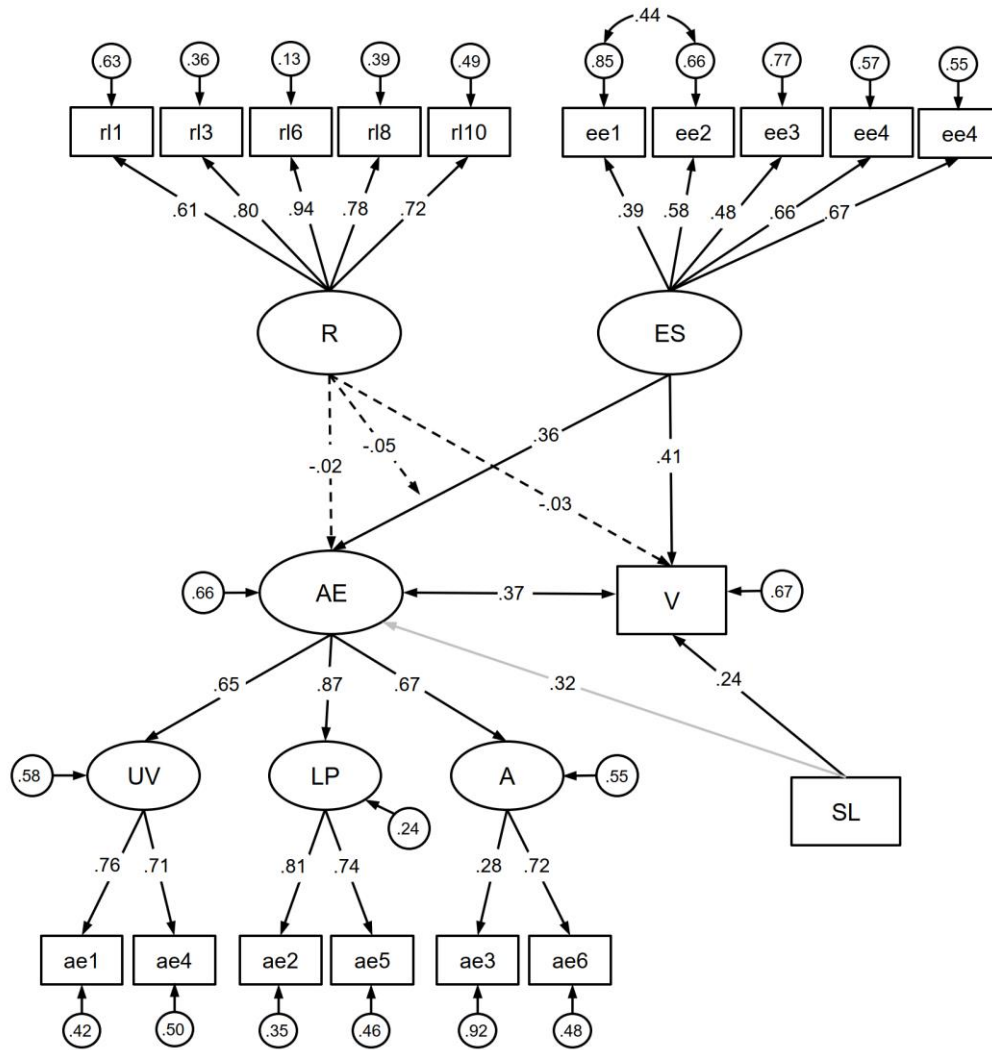 .44
.63 .36 .13 .39 .49 .85 .66 .77 .57 .55
rl1 rl3 rl6 rl8 rl10 ee1 ee2 ee3 ee4 ee4
.61 .80 .94 .78 .72 .39 .58 .48 .66 .67
R ES
-.02 -.05 .36 .41
-.03
.66 AE .37 V .67
.65 .87 .67 .32 .24
.58 UV LP A .55
.24 SL
.76 .71 .81 .74 .28 .72
ae1 ae4 ae2 ae5 ae3 ae6
.42 .50 .35 .46 .92 .48